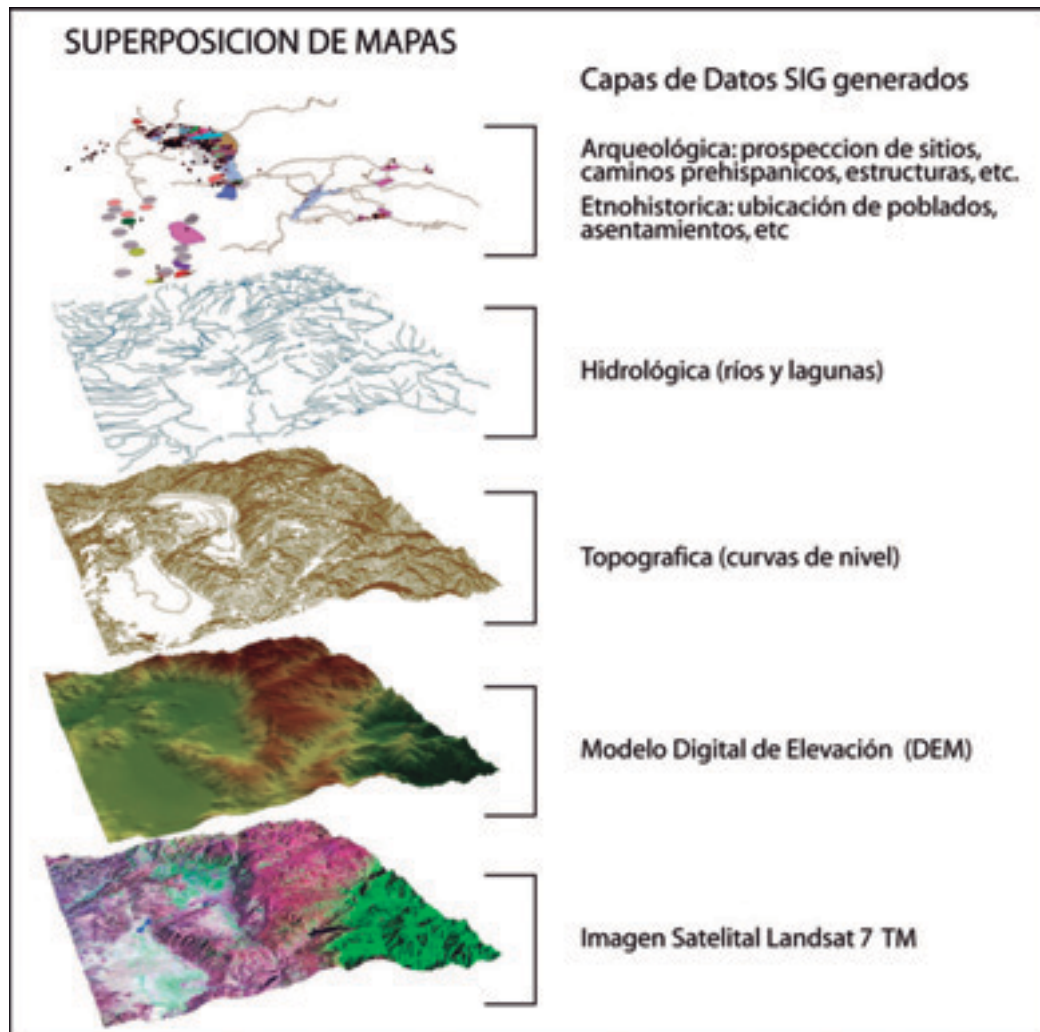 SUPERPOSICION DE MAPAS
Capas de Datos SIG generados
Arqueológica: prospeccion de sitios,
caminos prehispanicos, estructuras, etc.
Etnohistorica: ubicación de poblados,
asentamientos, etc
Hidrológica (ríos y lagunas)
Topografica (curvas de nivel)
Modelo Digital de Elevación (DEM)
Imagen Satelital Landsat 7 TM